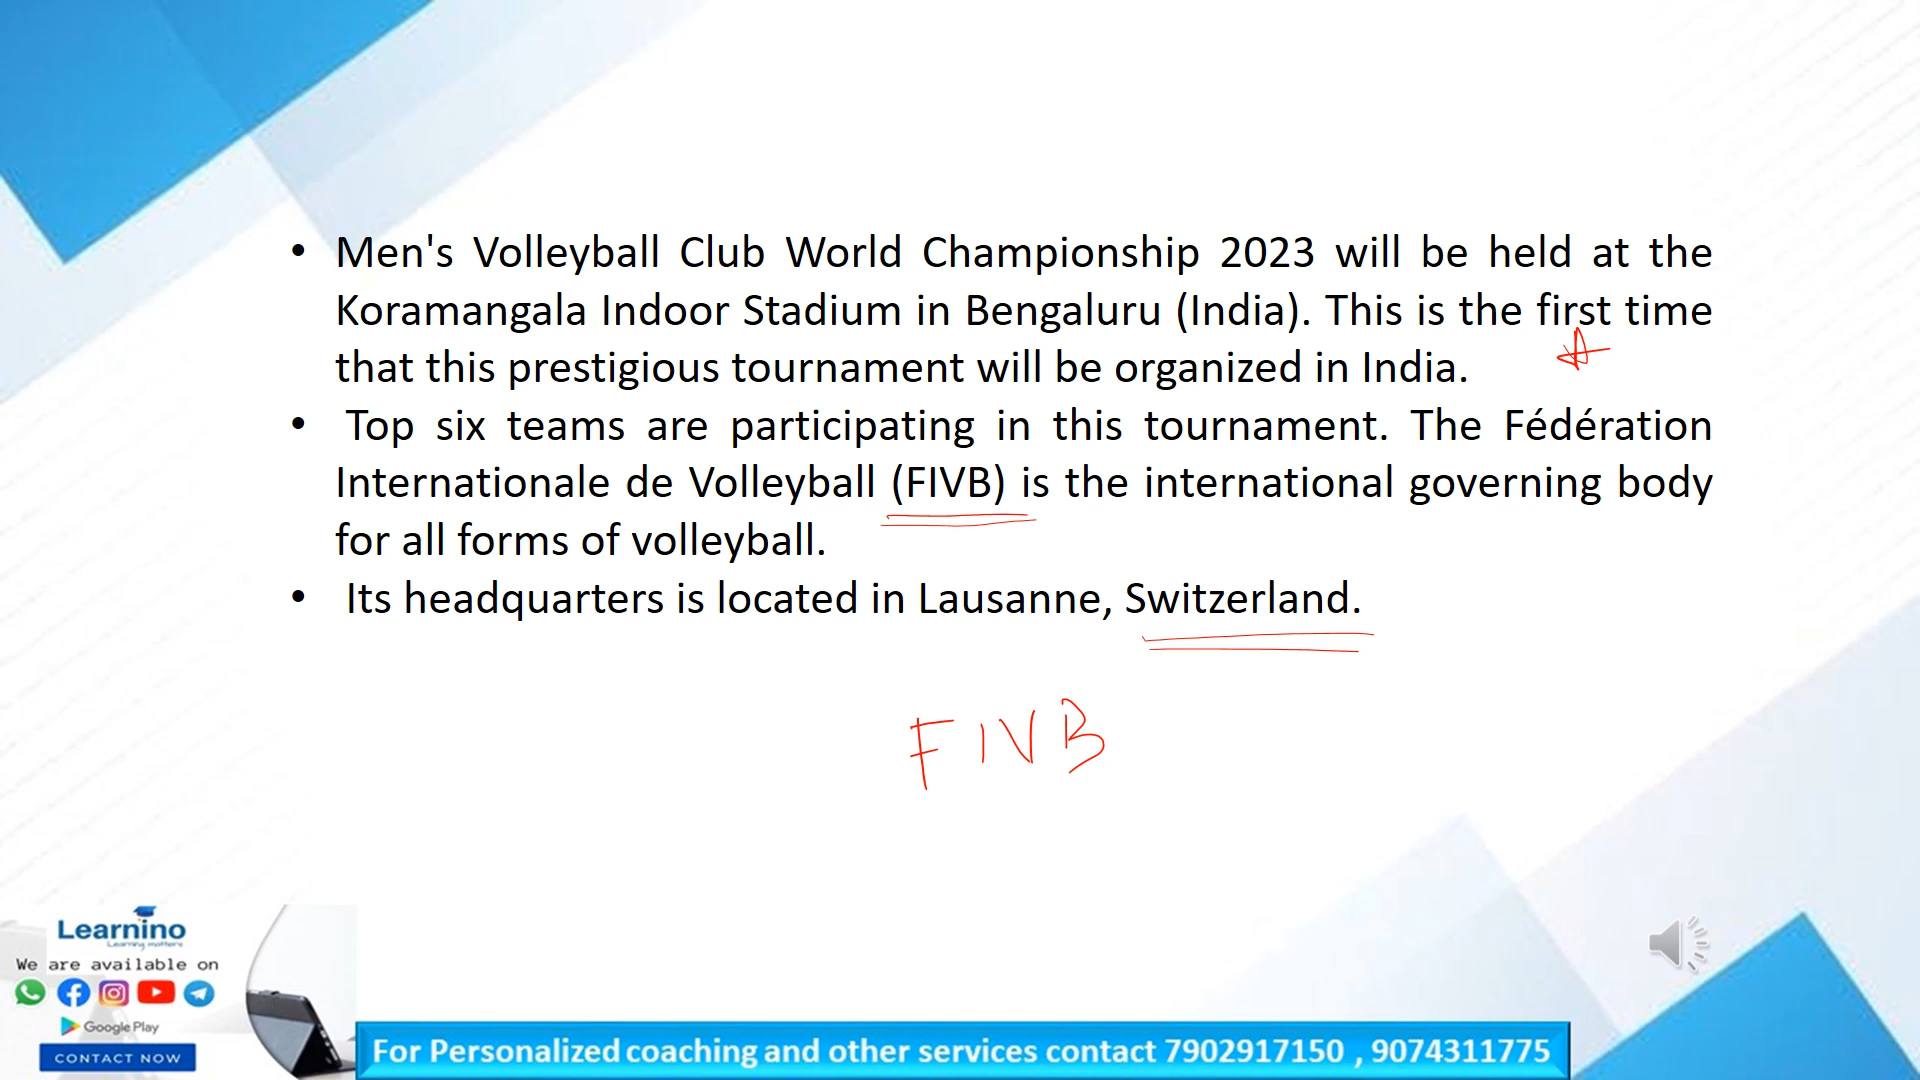 • Men's Volleyball Club World Championship 2023 will be held at the
Koramangala Indoor Stadium in Bengaluru (India). This is the first time
that this prestigious tournament will be organized in India.
• Top six teams are participating in this tournament. The Fédération
Internationale de Volleyball (FIVB) is the international governing body
for all forms of volleyball.
• Its headquarters is located in Lausanne, Switzerland.
FIVB
Learnino
Learning matters
We are available on
Google Play
CONTACT NOW
For Personalized coaching and other services contact 7902917150 , 9074311775